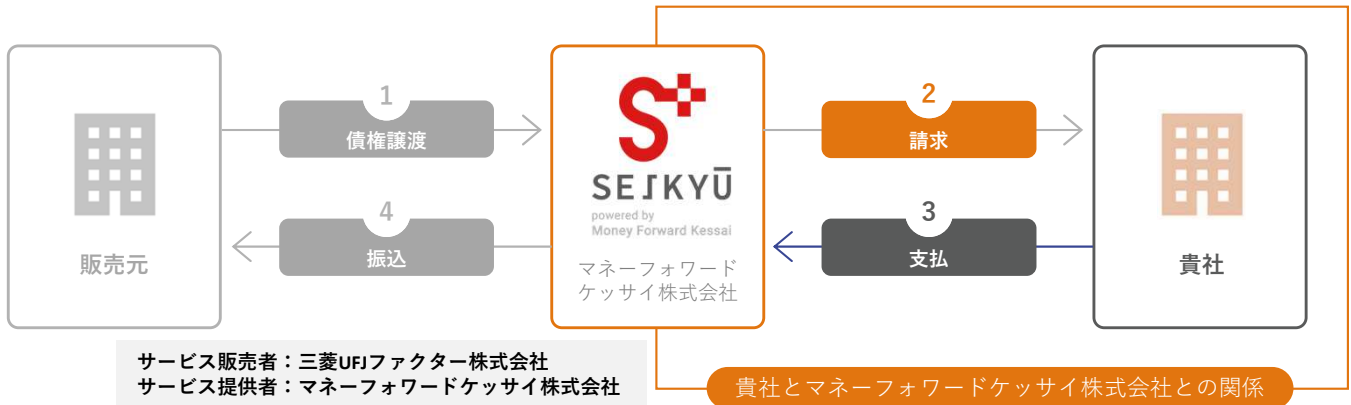 1
債権譲渡
4
振込
販売元
S+
SEIKYŪ
powered by
Money Forward Kessai
マネーフォワード
ケッサイ株式会社
2
請求
3
支払
貴社
サービス販売者：三菱UFJファクター株式会社
サービス提供者：マネーフォワードケッサイ株式会社
貴社とマネーフォワードケッサイ株式会社との関係